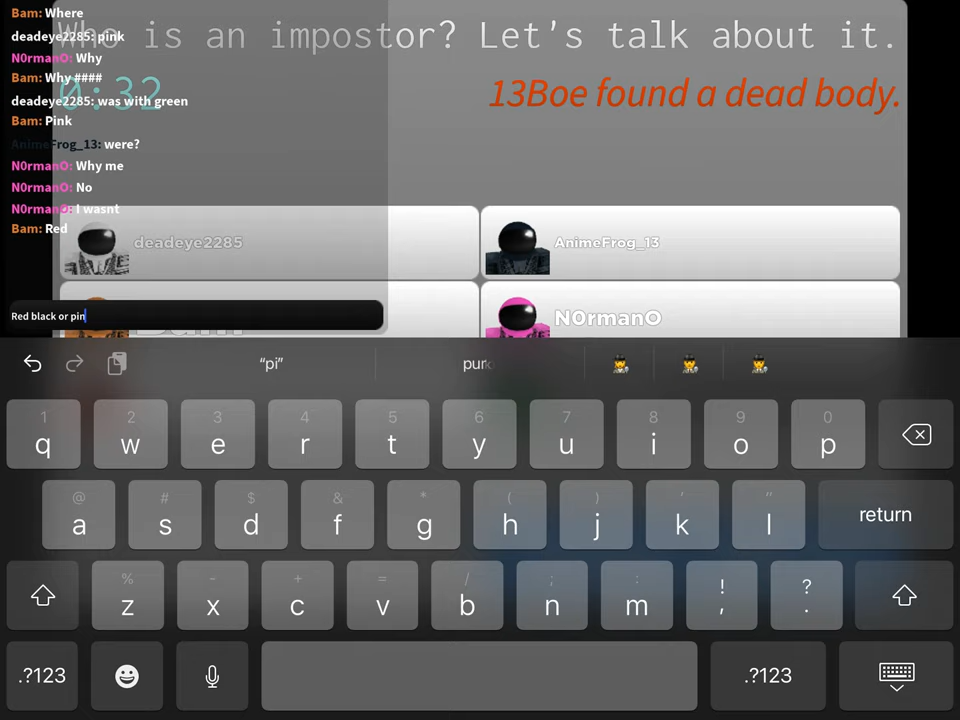 Who is an impostor? Let's talk about it.
0:32
13Boe found a dead body.
Bam: Where
deadeye2285: pink
N0rmanO: Why
Bam: Why ####
deadeye2285: was with green
Bam: Pink
AnimeFrog_13: were?
N0rmanO: Why me
N0rmanO: No
N0rmanO: I wasnt
Bam: Red
deadeye2285
AnimeFrog_13
Bam
N0rmanO
Red black or pin
“pi”
1 2 3 4 5 6 7 8 9 0
q w e r t y u i o p
@ # $ & * ( ) ' "
a s d f g h j k l return
% - + = / ; : ! ?
z x c v b n m , .
.?123 .?123